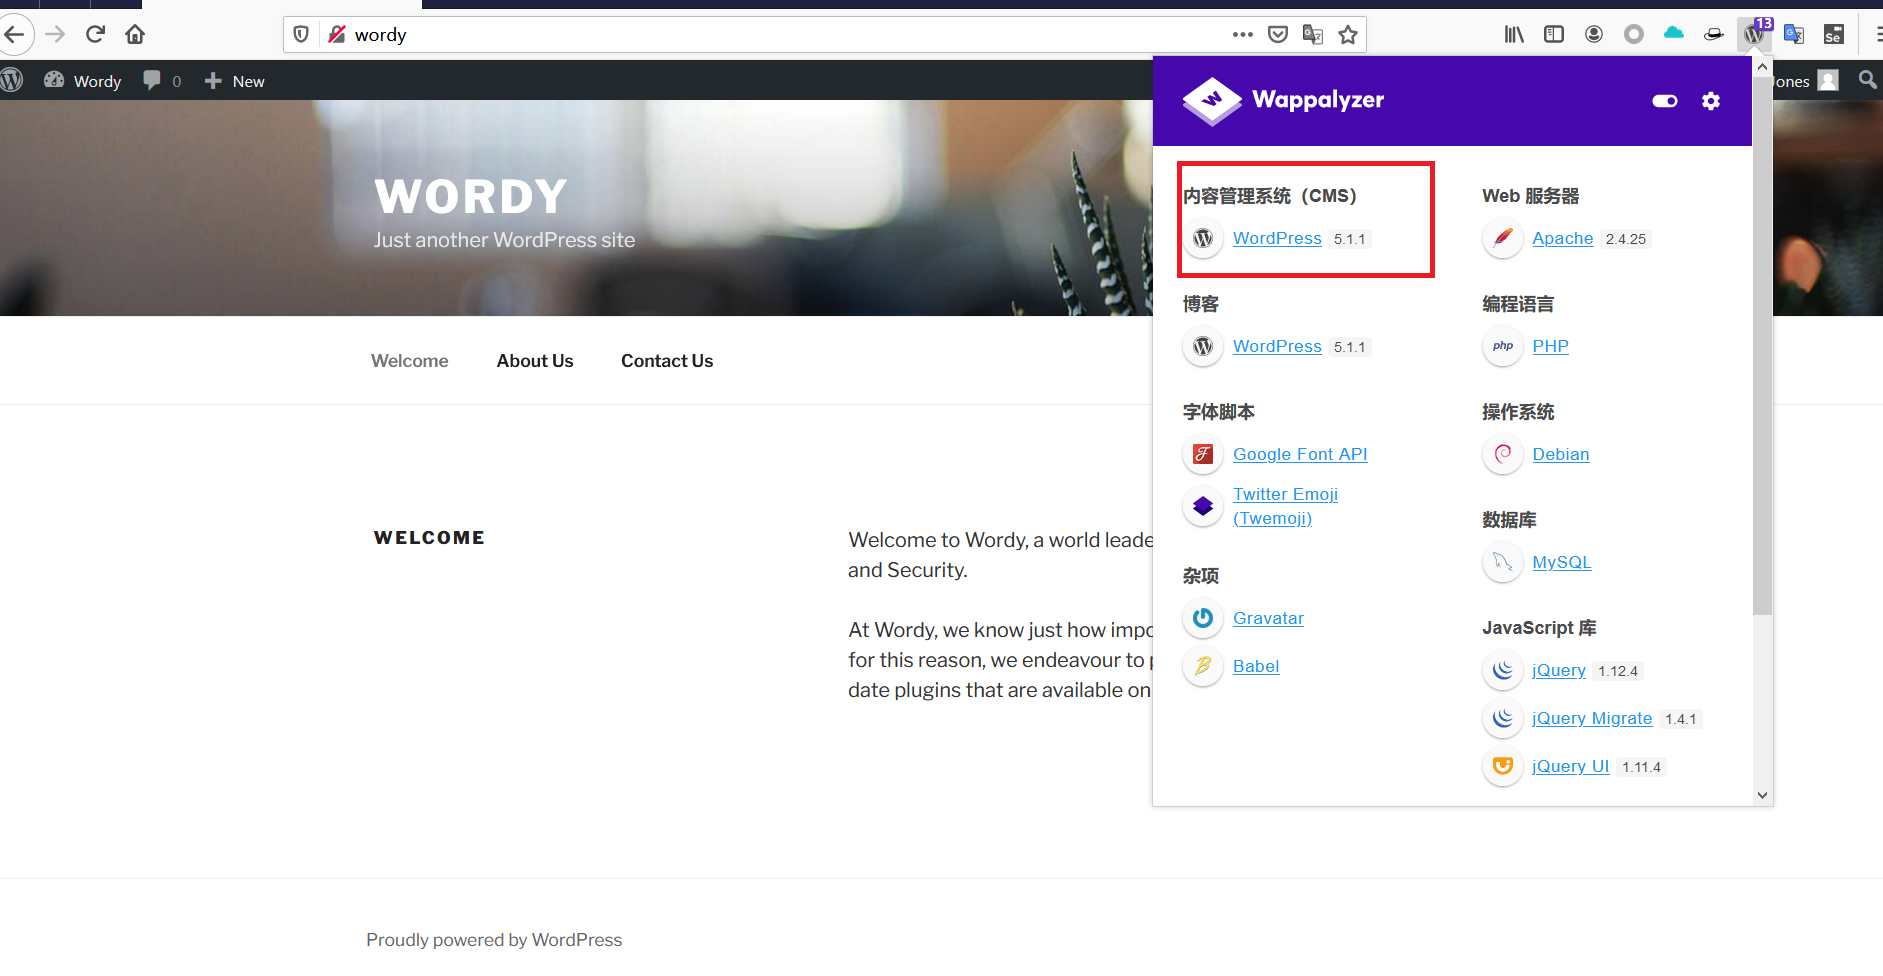 wordy
13
Se
Wordy
0
New
Jones
WORDY
Just another WordPress site
Welcome
About Us
Contact Us
WELCOME
Welcome to Wordy, a world leade
and Security.
At Wordy, we know just how impo
for this reason, we endeavour to p
date plugins that are available on
Proudly powered by WordPress
Wappalyzer
内容管理系统（CMS）
WordPress 5.1.1
博客
WordPress 5.1.1
字体脚本
Google Font API
Twitter Emoji
(Twemoji)
杂项
Gravatar
Babel
Web 服务器
Apache 2.4.25
编程语言
php PHP
操作系统
Debian
数据库
MySQL
JavaScript 库
jQuery 1.12.4
jQuery Migrate 1.4.1
jQuery UI 1.11.4